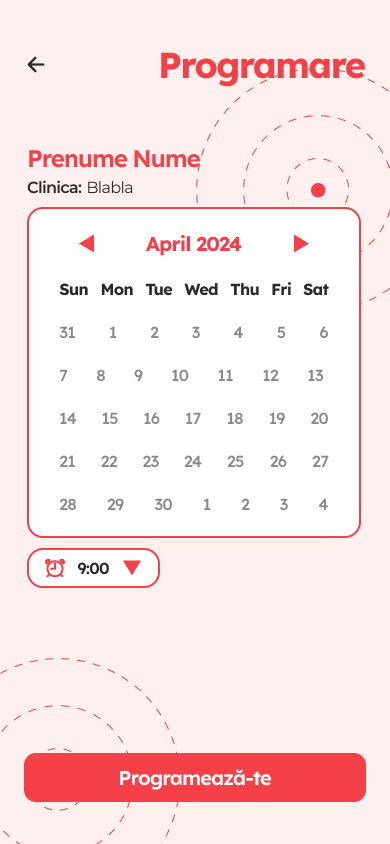 Programare
Prenume Nume
Clinica: Blabla
April 2024
Sun Mon Tue Wed Thu Fri Sat
31 1 2 3 4 5 6
7 8 9 10 11 12 13
14 15 16 17 18 19 20
21 22 23 24 25 26 27
28 29 30 1 2 3 4
9:00
Programează-te